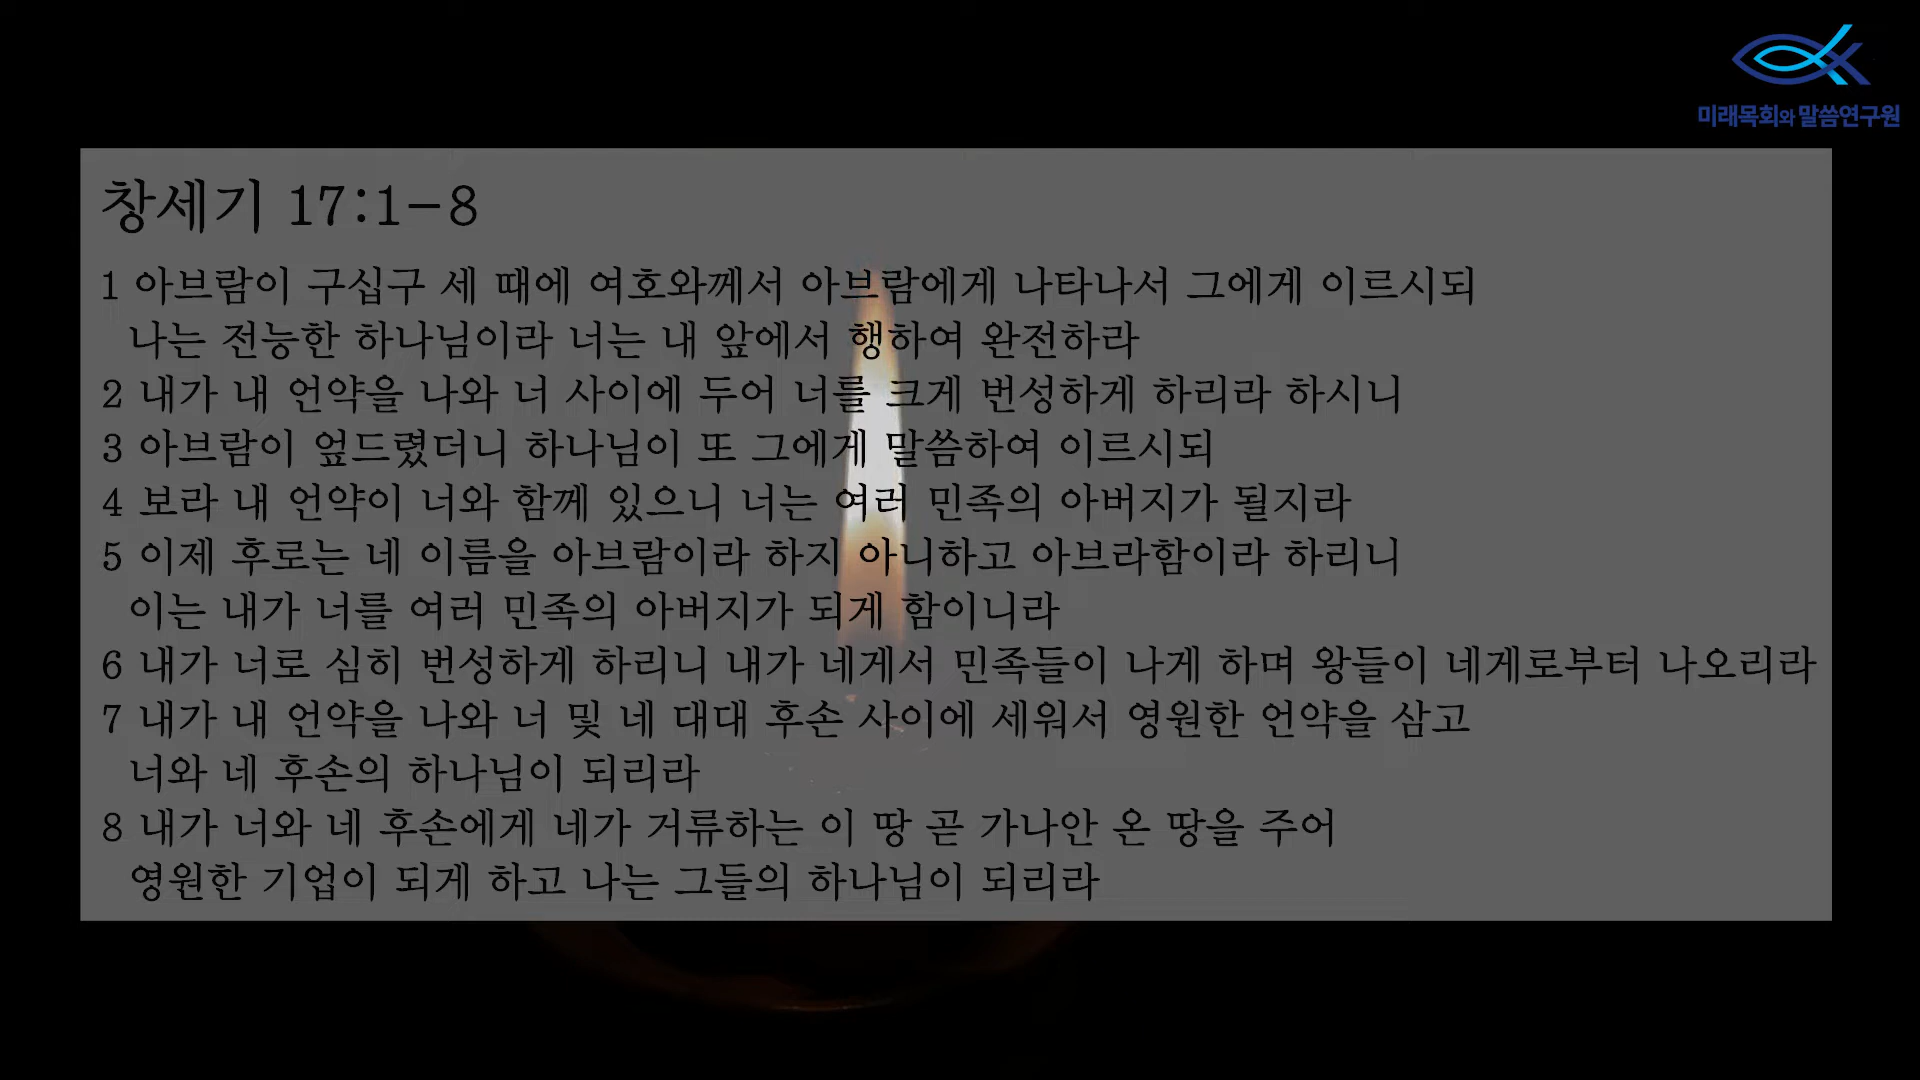 미래목회와 말씀연구원
창세기 17:1-8
1 아브람이 구십구 세 때에 여호와께서 아브람에게 나타나서 그에게 이르시되
나는 전능한 하나님이라 너는 내 앞에서 행하여 완전하라
2 내가 내 언약을 나와 너 사이에 두어 너를 크게 번성하게 하리라 하시니
3 아브람이 엎드렸더니 하나님이 또 그에게 말씀하여 이르시되
4 보라 내 언약이 너와 함께 있으니 너는 여러 민족의 아버지가 될지라
5 이제 후로는 네 이름을 아브람이라 하지 아니하고 아브라함이라 하리니
이는 내가 너를 여러 민족의 아버지가 되게 함이니라
6 내가 너로 심히 번성하게 하리니 내가 네게서 민족들이 나게 하며 왕들이 네게로부터 나오리라
7 내가 내 언약을 나와 너 및 네 대대 후손 사이에 세워서 영원한 언약을 삼고
너와 네 후손의 하나님이 되리라
8 내가 너와 네 후손에게 네가 거류하는 이 땅 곧 가나안 온 땅을 주어
영원한 기업이 되게 하고 나는 그들의 하나님이 되리라